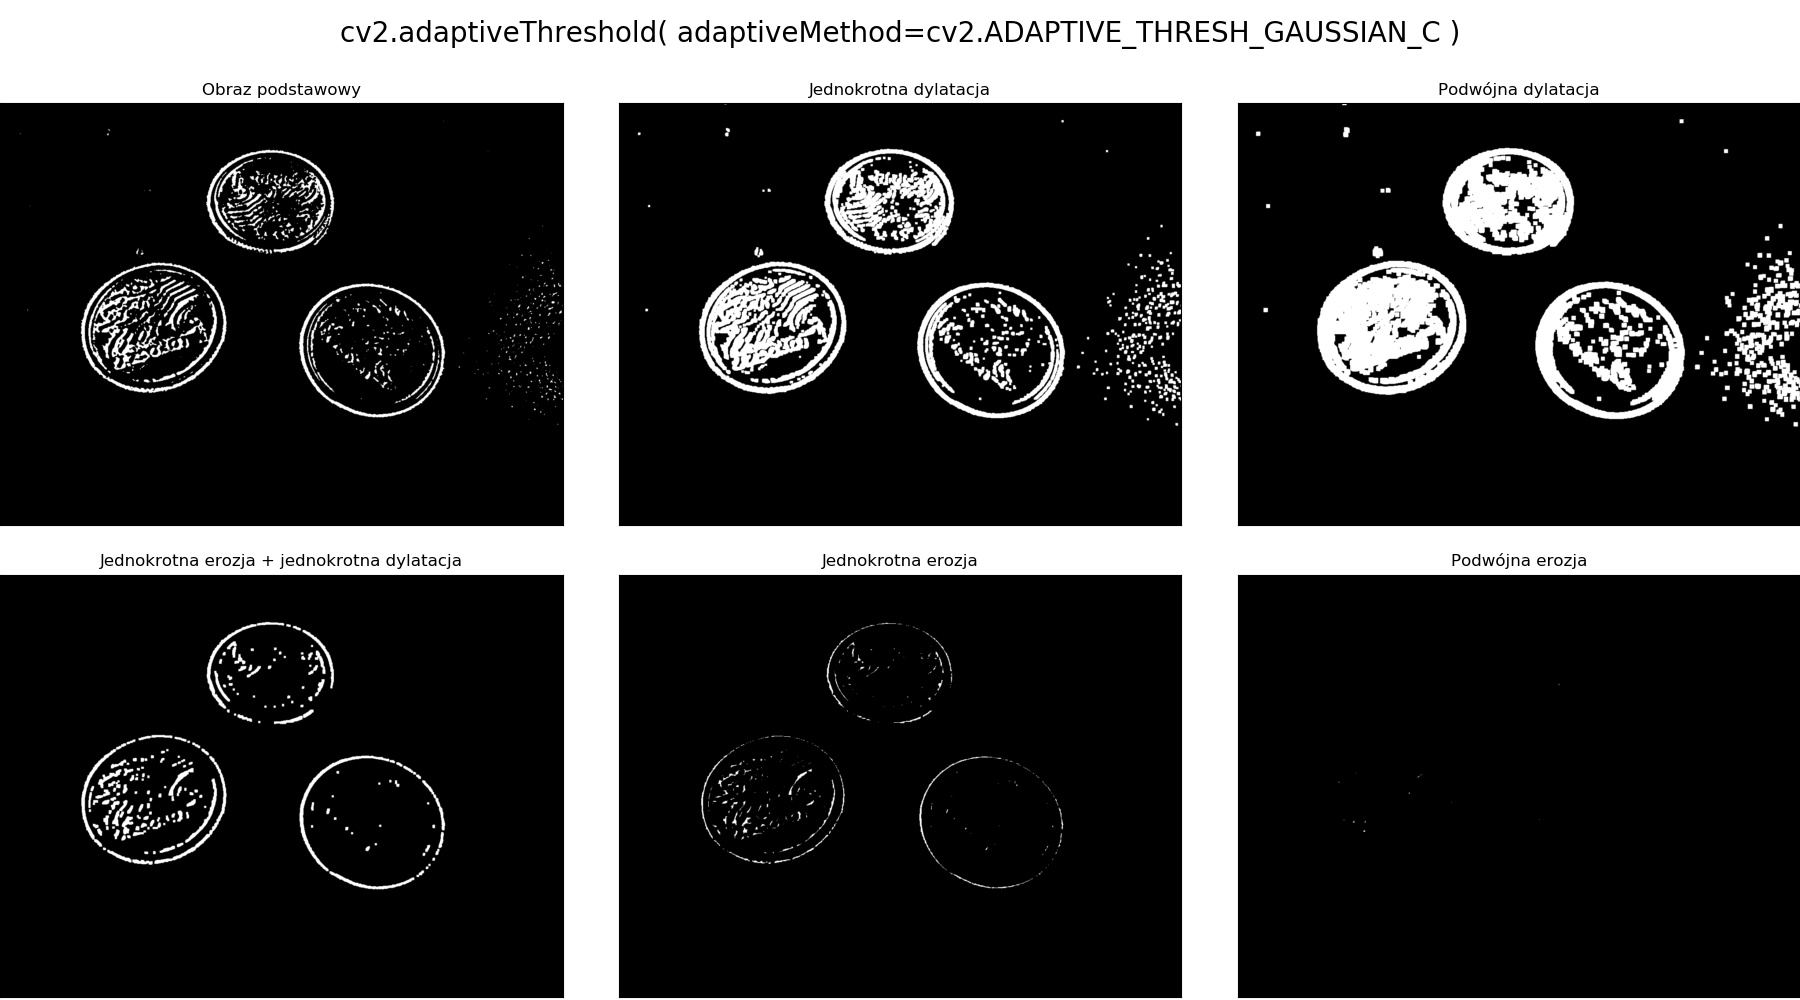 cv2.adaptiveThreshold( adaptiveMethod=cv2.ADAPTIVE_THRESH_GAUSSIAN_C )
Obraz podstawowy
Jednokrotna dylatacja
Podwójna dylatacja
Jednokrotna erozja + jednokrotna dylatacja
Jednokrotna erozja
Podwójna erozja